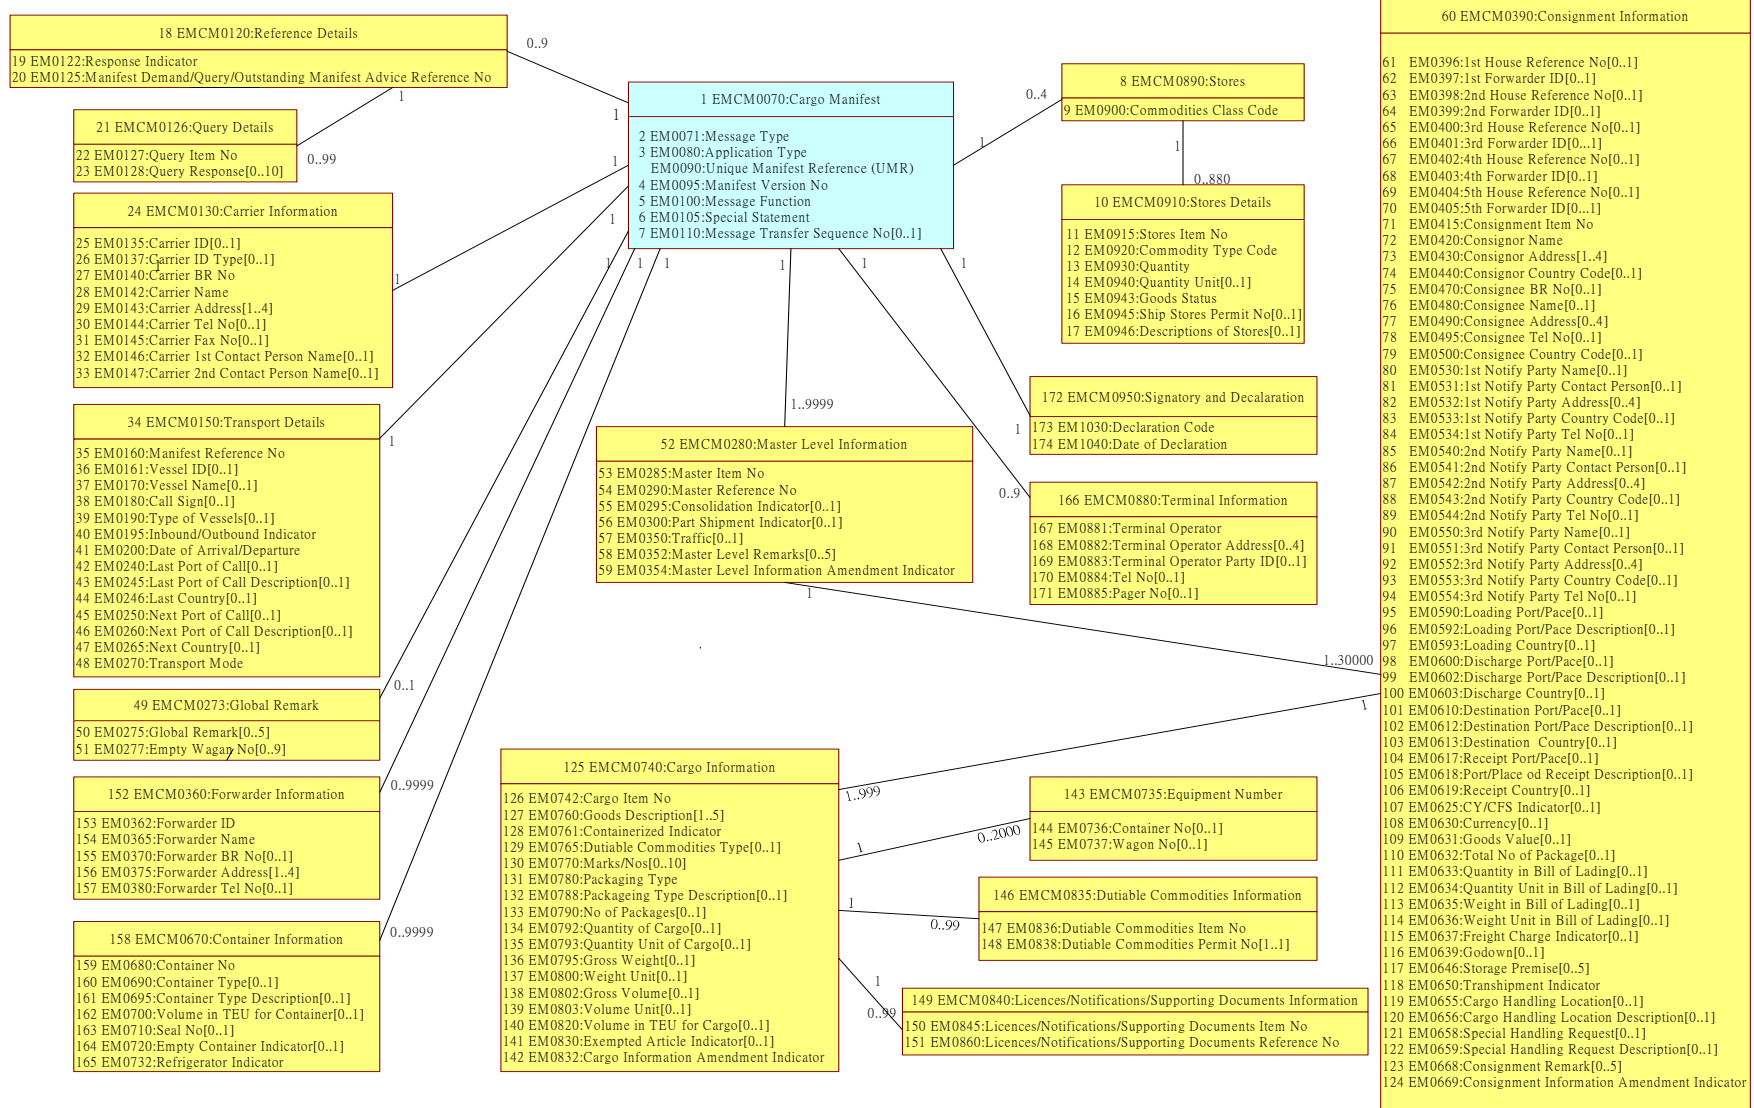 18 EMCM0120:Reference Details
19 EM0122:Response Indicator
20 EM0125:Manifest Demand/Query/Outstanding Manifest Advice Reference No
0..9
1
1
21 EMCM0126:Query Details
22 EM0127:Query Item No
23 EM0128:Query Response[0..10]
0..99
24 EMCM0130:Carrier Information
25 EM0135:Carrier ID[0..1]
26 EM0137:Carrier ID Type[0..1]
1
27 EM0140:Carrier BR No
28 EM0142:Carrier Name
29 EM0143:Carrier Address[1..4]
30 EM0144:Carrier Tel No[0..1]
31 EM0145:Carrier Fax No[0..1]
32 EM0146:Carrier 1st Contact Person Name[0..1]
33 EM0147:Carrier 2nd Contact Person Name[0..1]
1
1
34 EMCM0150:Transport Details
35 EM0160:Manifest Reference No
36 EM0161:Vessel ID[0..1]
37 EM0170:Vessel Name[0..1]
38 EM0180:Call Sign[0..1]
39 EM0190:Type of Vessels[0..1]
40 EM0195:Inbound/Outbound Indicator
41 EM0200:Date of Arrival/Departure
42 EM0240:Last Port of Call[0..1]
43 EM0245:Last Port of Call Description[0..1]
44 EM0246:Last Country[0..1]
45 EM0250:Next Port of Call[0..1]
46 EM0260:Next Port of Call Description[0..1]
47 EM0265:Next Country[0..1]
48 EM0270:Transport Mode
1
1
49 EMCM0273:Global Remark
50 EM0275:Global Remark[0..5]
51 EM0277:Empty Wagan No[0..9]
1
0..1
152 EMCM0360:Forwarder Information
153 EM0362:Forwarder ID
154 EM0365:Forwarder Name
155 EM0370:Forwarder BR No[0..1]
156 EM0375:Forwarder Address[1..4]
157 EM0380:Forwarder Tel No[0..1]
1
0..9999
158 EMCM0670:Container Information
159 EM0680:Container No
160 EM0690:Container Type[0..1]
161 EM0695:Container Type Description[0..1]
162 EM0700:Volume in TEU for Container[0..1]
163 EM0710:Seal No[0..1]
164 EM0720:Empty Container Indicator[0..1]
165 EM0732:Refrigerator Indicator
1
0..9999
1 EMCM0070:Cargo Manifest
2 EM0071:Message Type
3 EM0080:Application Type
EM0090:Unique Manifest Reference (UMR)
4 EM0095:Manifest Version No
5 EM0100:Message Function
6 EM0105:Special Statement
7 EM0110:Message Transfer Sequence No[0..1]
1
1..9999
52 EMCM0280:Master Level Information
53 EM0285:Master Item No
54 EM0290:Master Reference No
55 EM0295:Consolidation Indicator[0..1]
56 EM0300:Part Shipment Indicator[0..1]
57 EM0350:Traffic[0..1]
58 EM0352:Master Level Remarks[0..5]
59 EM0354:Master Level Information Amendment Indicator
1
1..30000
8 EMCM0890:Stores
9 EM0900:Commodities Class Code
0..4
1
1
0..880
10 EMCM0910:Stores Details
11 EM0915:Stores Item No
12 EM0920:Commodity Type Code
13 EM0930:Quantity
14 EM0940:Quantity Unit[0..1]
15 EM0943:Goods Status
16 EM0945:Ship Stores Permit No[0..1]
17 EM0946:Descriptions of Stores[0..1]
1
1
172 EMCM0950:Signatory and Decalaration
173 EM1030:Declaration Code
174 EM1040:Date of Declaration
1
0..9
166 EMCM0880:Terminal Information
167 EM0881:Terminal Operator
168 EM0882:Terminal Operator Address[0..4]
169 EM0883:Terminal Operator Party ID[0..1]
170 EM0884:Tel No[0..1]
171 EM0885:Pager No[0..1]
125 EMCM0740:Cargo Information
126 EM0742:Cargo Item No
127 EM0760:Goods Description[1..5]
128 EM0761:Containerized Indicator
129 EM0765:Dutiable Commodities Type[0..1]
130 EM0770:Marks/Nos[0..10]
131 EM0780:Packaging Type
132 EM0788:Packageing Type Description[0..1]
133 EM0790:No of Packages[0..1]
134 EM0792:Quantity of Cargo[0..1]
135 EM0793:Quantity Unit of Cargo[0..1]
136 EM0795:Gross Weight[0..1]
137 EM0800:Weight Unit[0..1]
138 EM0802:Gross Volume[0..1]
139 EM0803:Volume Unit[0..1]
140 EM0820:Volume in TEU for Cargo[0..1]
141 EM0830:Exempted Article Indicator[0..1]
142 EM0832:Cargo Information Amendment Indicator
1
1..999
1
0..2000
143 EMCM0735:Equipment Number
144 EM0736:Container No[0..1]
145 EM0737:Wagon No[0..1]
1
0..99
146 EMCM0835:Dutiable Commodities Information
147 EM0836:Dutiable Commodities Item No
148 EM0838:Dutiable Commodities Permit No[1..1]
1
0..99
149 EMCM0840:Licences/Notifications/Supporting Documents Information
150 EM0845:Licences/Notifications/Supporting Documents Item No
151 EM0860:Licences/Notifications/Supporting Documents Reference No
60 EMCM0390:Consignment Information
61 EM0396:1st House Reference No[0..1]
62 EM0397:1st Forwarder ID[0..1]
63 EM0398:2nd House Reference No[0..1]
64 EM0399:2nd Forwarder ID[0..1]
65 EM0400:3rd House Reference No[0..1]
66 EM0401:3rd Forwarder ID[0...1]
67 EM0402:4th House Reference No[0..1]
68 EM0403:4th Forwarder ID[0..1]
69 EM0404:5th House Reference No[0..1]
70 EM0405:5th Forwarder ID[0...1]
71 EM0415:Consignment Item No
72 EM0420:Consignor Name
73 EM0430:Consignor Address[1..4]
74 EM0440:Consignor Country Code[0..1]
75 EM0470:Consignee BR No[0..1]
76 EM0480:Consignee Name[0..1]
77 EM0490:Consignee Address[0..4]
78 EM0495:Consignee Tel No[0..1]
79 EM0500:Consignee Country Code[0..1]
80 EM0530:1st Notify Party Name[0..1]
81 EM0531:1st Notify Party Contact Person[0..1]
82 EM0532:1st Notify Party Address[0..4]
83 EM0533:1st Notify Party Country Code[0..1]
84 EM0534:1st Notify Party Tel No[0..1]
85 EM0540:2nd Notify Party Name[0..1]
86 EM0541:2nd Notify Party Contact Person[0..1]
87 EM0542:2nd Notify Party Address[0..4]
88 EM0543:2nd Notify Party Country Code[0..1]
89 EM0544:2nd Notify Party Tel No[0..1]
90 EM0550:3rd Notify Party Name[0..1]
91 EM0551:3rd Notify Party Contact Person[0..1]
92 EM0552:3rd Notify Party Address[0..4]
93 EM0553:3rd Notify Party Country Code[0..1]
94 EM0554:3rd Notify Party Tel No[0..1]
95 EM0590:Loading Port/Pace[0..1]
96 EM0592:Loading Port/Pace Description[0..1]
97 EM0593:Loading Country[0..1]
98 EM0600:Discharge Port/Pace[0..1]
99 EM0602:Discharge Port/Pace Description[0..1]
100 EM0603:Discharge Country[0..1]
101 EM0610:Destination Port/Pace[0..1]
102 EM0612:Destination Port/Pace Description[0..1]
103 EM0613:Destination Country[0..1]
104 EM0617:Receipt Port/Pace[0..1]
105 EM0618:Port/Place od Receipt Description[0..1]
106 EM0619:Receipt Country[0..1]
107 EM0625:CY/CFS Indicator[0..1]
108 EM0630:Currency[0..1]
109 EM0631:Goods Value[0..1]
110 EM0632:Total No of Package[0..1]
111 EM0633:Quantity in Bill of Lading[0..1]
112 EM0634:Quantity Unit in Bill of Lading[0..1]
113 EM0635:Weight in Bill of Lading[0..1]
114 EM0636:Weight Unit in Bill of Lading[0..1]
115 EM0637:Freight Charge Indicator[0..1]
116 EM0639:Godown[0..1]
117 EM0646:Storage Premise[0..5]
118 EM0650:Transhipment Indicator
119 EM0655:Cargo Handling Location[0..1]
120 EM0656:Cargo Handling Location Description[0..1]
121 EM0658:Special Handling Request[0..1]
122 EM0659:Special Handling Request Description[0..1]
123 EM0668:Consignment Remark[0..5]
124 EM0669:Consignment Information Amendment Indicator